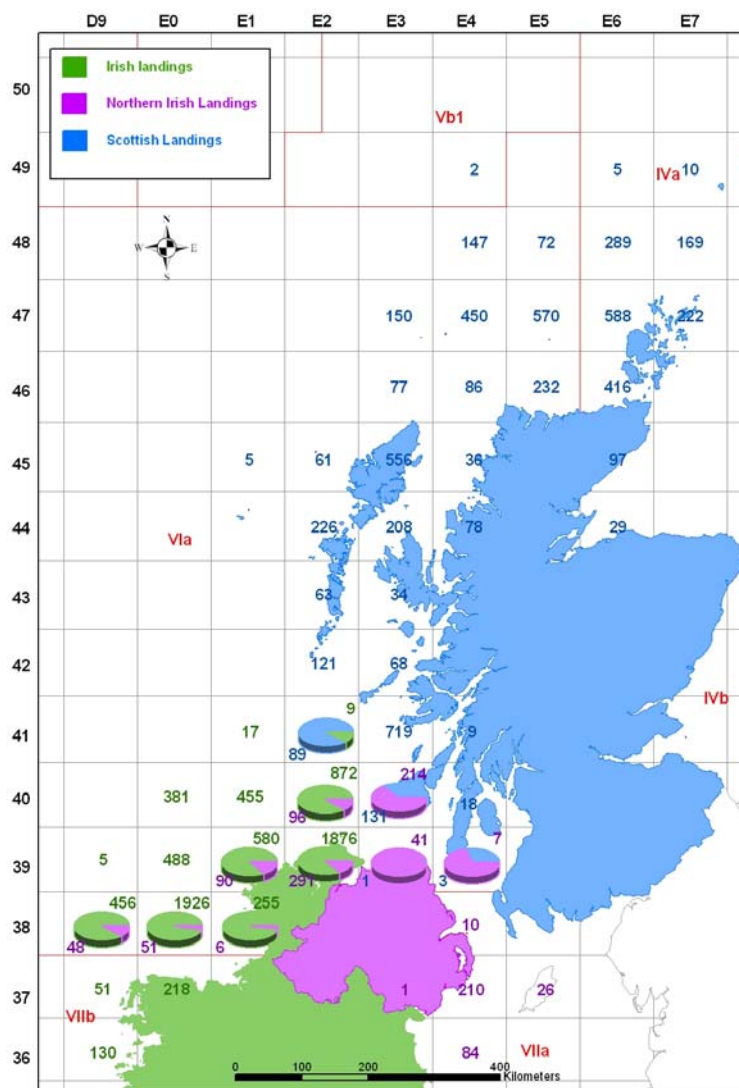 D9 E0 E1 E2 E3 E4 E5 E6 E7
Irish landings
Northern Irish Landings
Scottish Landings
50
Vb1
49 2 5 IVa 10
N
W E
S
48 147 72 289 169
47 150 450 570 588 222
46 77 86 232 416
45 5 61 556 36 97
44 VIa 226 208 78 29
43 63 34
42 121 68
IVb
9
41 17 719 9
89
872 214
40 381 455 18
96 131
580 1876 41 7
39 5 488
90 291 1 3
456 1926 255
38 10
48 51 6
37 51 218 1 210 26
VIIb
36 130 84 VIIa
0 100 200 400
Kilometers